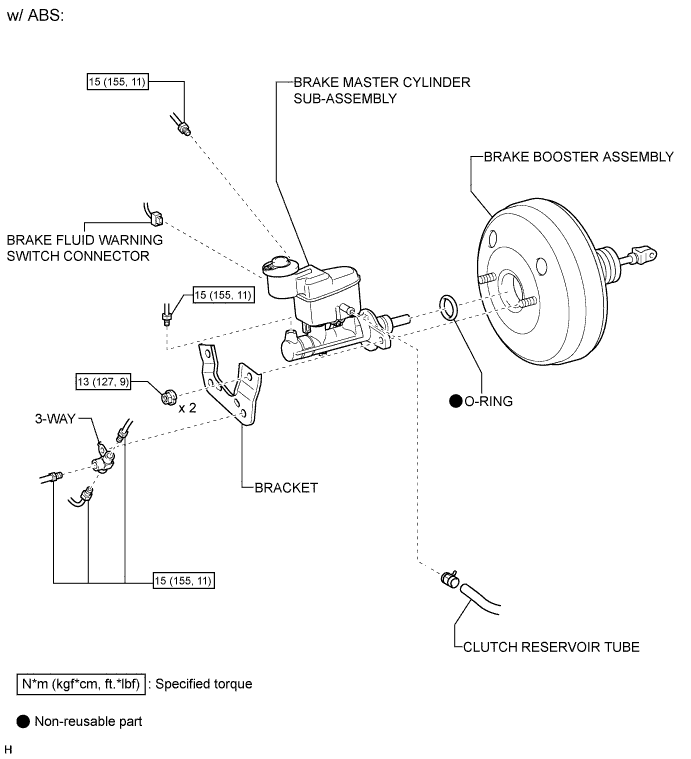 w/ ABS:
15 (155, 11)
BRAKE MASTER CYLINDER
SUB-ASSEMBLY
BRAKE BOOSTER ASSEMBLY
BRAKE FLUID WARNING
SWITCH CONNECTOR
15 (155, 11)
13 (127, 9)
x 2
O-RING
3-WAY
BRACKET
15 (155, 11)
CLUTCH RESERVOIR TUBE
N*m (kgf*cm, ft.*lbf) : Specified torque
Non-reusable part
H